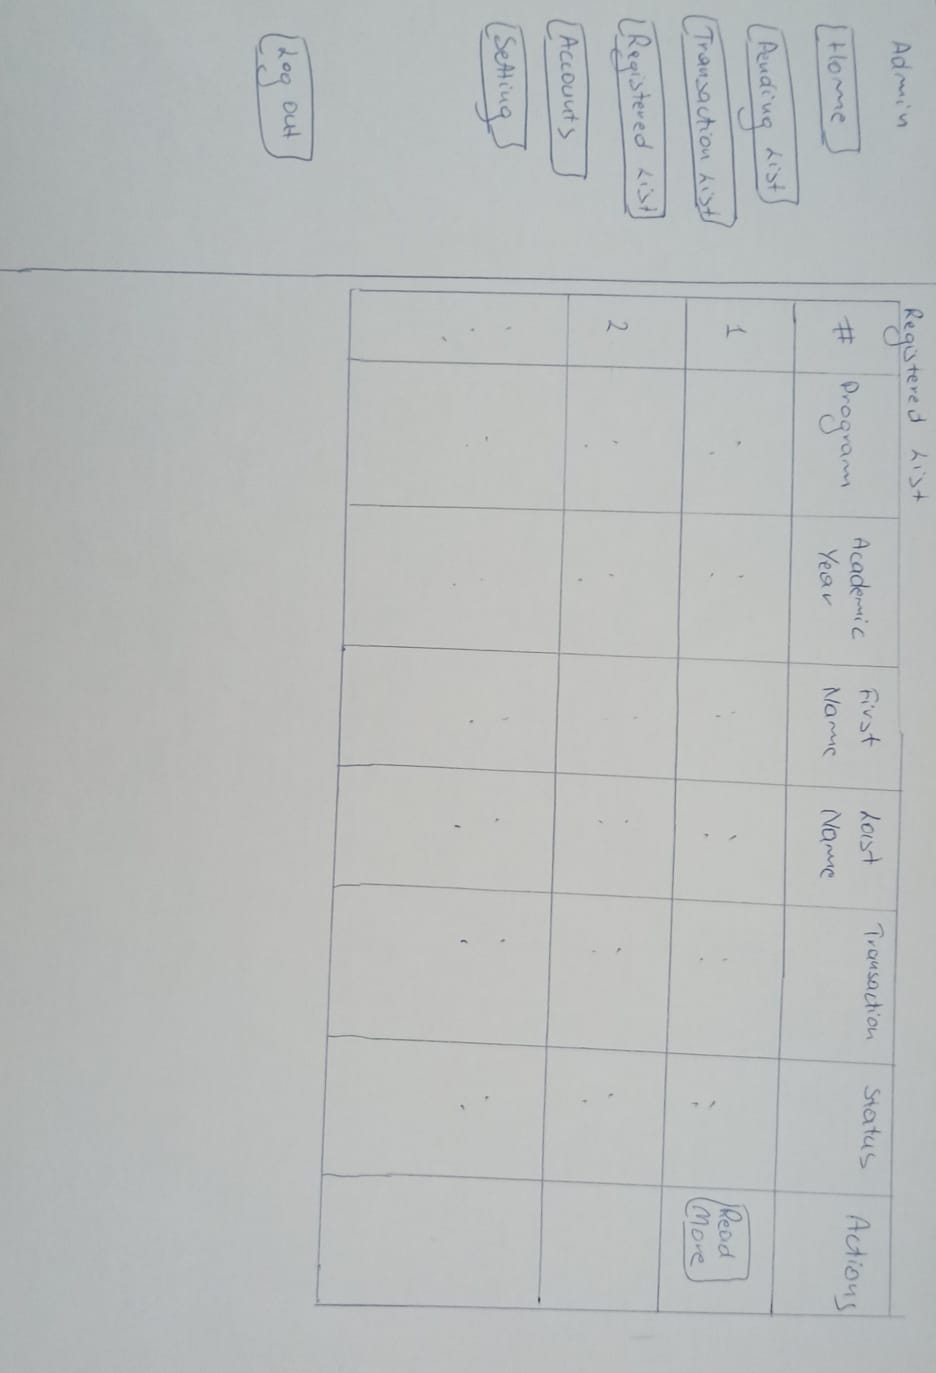 Admin
Home
Pending List
Transaction List
Registered List
Accounts
Setting
Log out
Registered List
# Program Academic Year First Name Last Name Transaction Status Actions
1 Read More
2